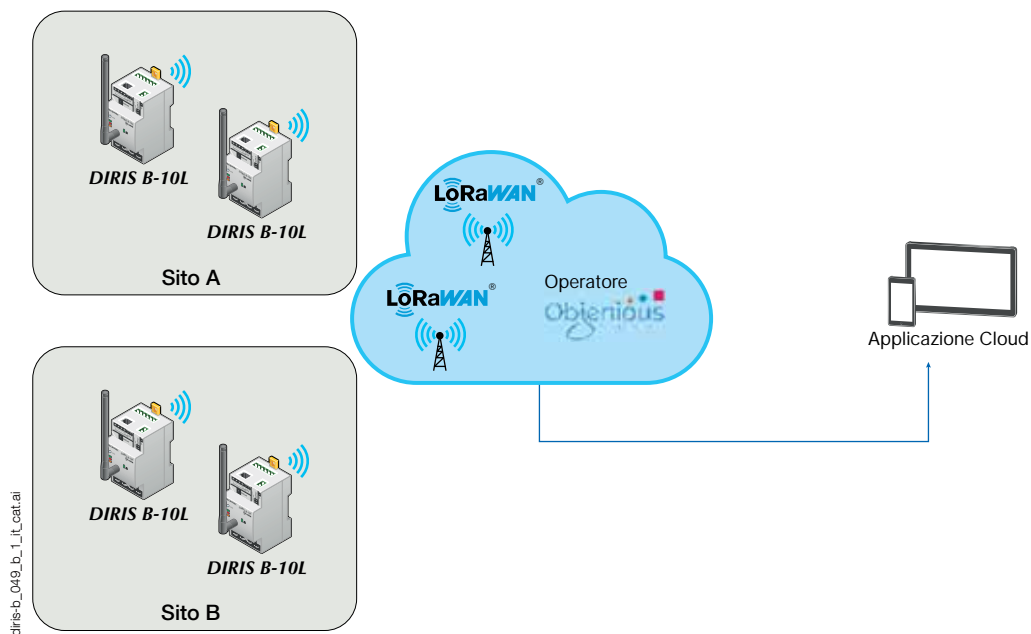 DIRIS B-10L
DIRIS B-10L
Sito A
LoRaWAN®
LoRaWAN®
Operatore
Objenious
Applicazione Cloud
DIRIS B-10L
DIRIS B-10L
Sito B
diris-b_049_b_1_it_cat.ai